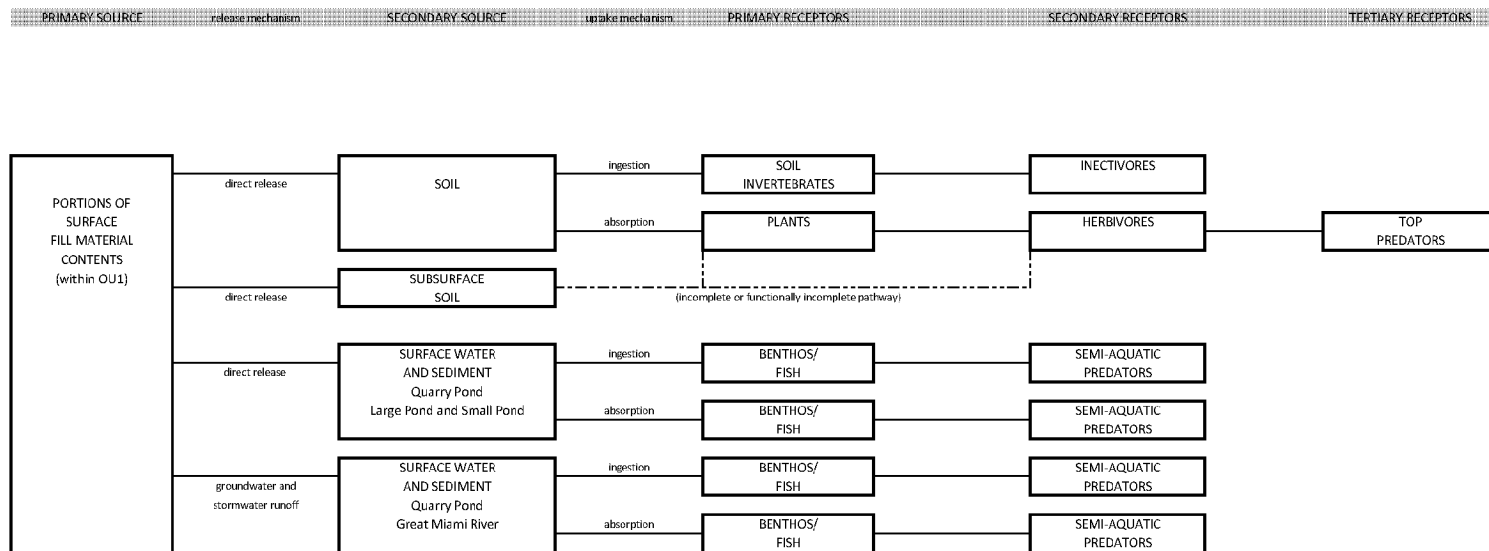 PRIMARY SOURCE release mechanism SECONDARY SOURCE uptake mechanism PRIMARY RECEPTORS SECONDARY RECEPTORS TERTIARY RECEPTORS
PORTIONS OF
SURFACE
FILL MATERIAL
CONTENTS
(within OU1)
direct release
SOIL
ingestion
SOIL
INVERTEBRATES
INECTIVORES
absorption
PLANTS
HERBIVORES
TOP
PREDATORS
direct release
SUBSURFACE
SOIL
(incomplete or functionally incomplete pathway)
direct release
SURFACE WATER
AND SEDIMENT
Quarry Pond
Large Pond and Small Pond
ingestion
BENTHOS/
FISH
SEMI-AQUATIC
PREDATORS
absorption
BENTHOS/
FISH
SEMI-AQUATIC
PREDATORS
groundwater and
stormwater runoff
SURFACE WATER
AND SEDIMENT
Quarry Pond
Great Miami River
ingestion
BENTHOS/
FISH
SEMI-AQUATIC
PREDATORS
absorption
BENTHOS/
FISH
SEMI-AQUATIC
PREDATORS